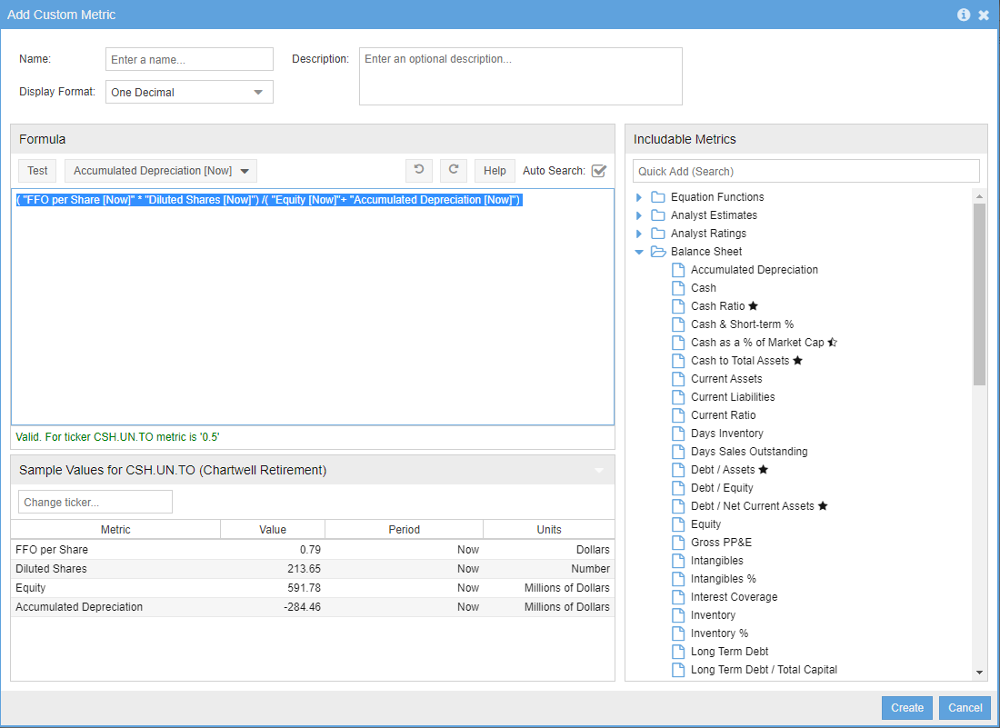 Add Custom Metric
Name: Enter a name... Description: Enter an optional description...
Display Format: One Decimal
Formula
Test Accumulated Depreciation [Now] Help Auto Search:
( "FFO per Share [Now]" * "Diluted Shares [Now]") /( "Equity [Now]"+ "Accumulated Depreciation [Now]")
Valid. For ticker CSH.UN.TO metric is '0.5'
Sample Values for CSH.UN.TO (Chartwell Retirement)
Change ticker...
Metric Value Period Units
FFO per Share 0.79 Now Dollars
Diluted Shares 213.65 Now Number
Equity 591.78 Now Millions of Dollars
Accumulated Depreciation -284.46 Now Millions of Dollars
Includable Metrics
Quick Add (Search)
Equation Functions
Analyst Estimates
Analyst Ratings
Balance Sheet
Accumulated Depreciation
Cash
Cash Ratio
Cash & Short-term %
Cash as a % of Market Cap
Cash to Total Assets
Current Assets
Current Liabilities
Current Ratio
Days Inventory
Days Sales Outstanding
Debt / Assets
Debt / Equity
Debt / Net Current Assets
Equity
Gross PP&E
Intangibles
Intangibles %
Interest Coverage
Inventory
Inventory %
Long Term Debt
Long Term Debt / Total Capital
Create Cancel